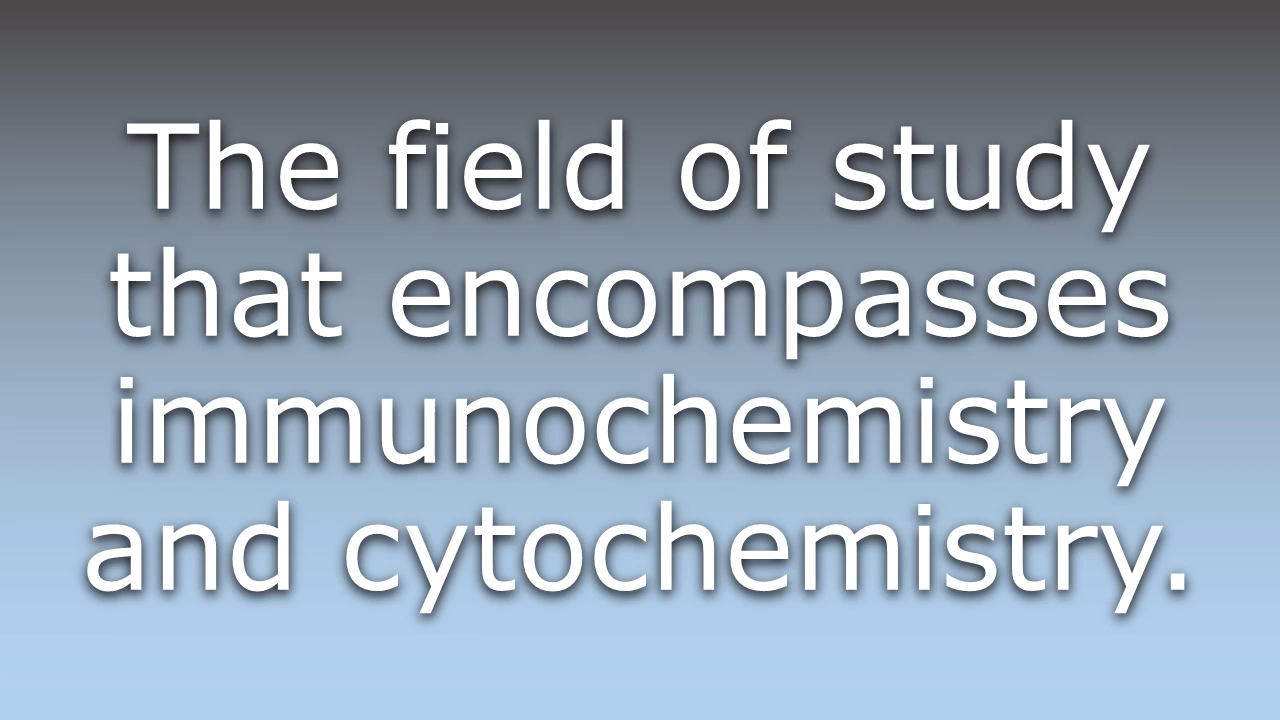 The field of study
that encompasses
immunochemistry
and cytochemistry.